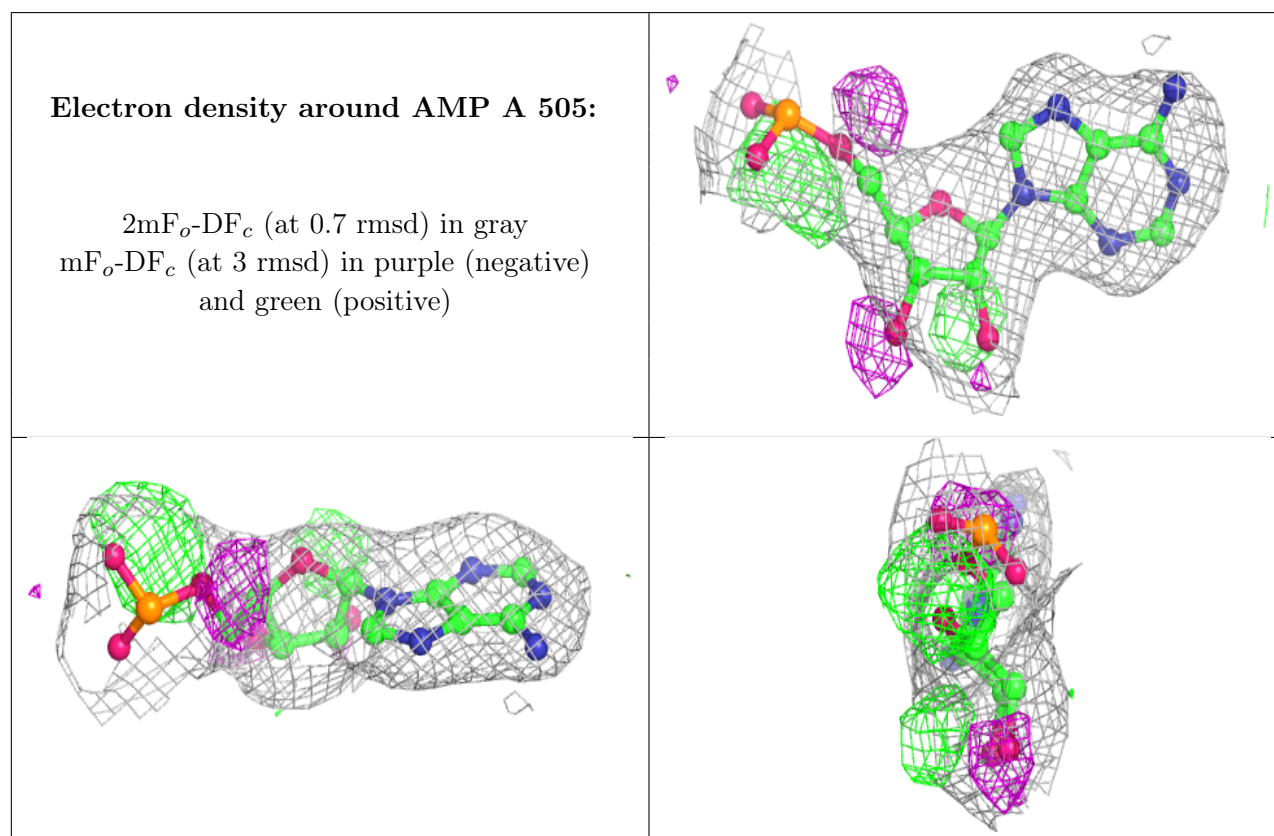 Electron density around AMP A 505:
2mFo-DFc (at 0.7 rmsd) in gray
mFo-DFc (at 3 rmsd) in purple (negative)
and green (positive)